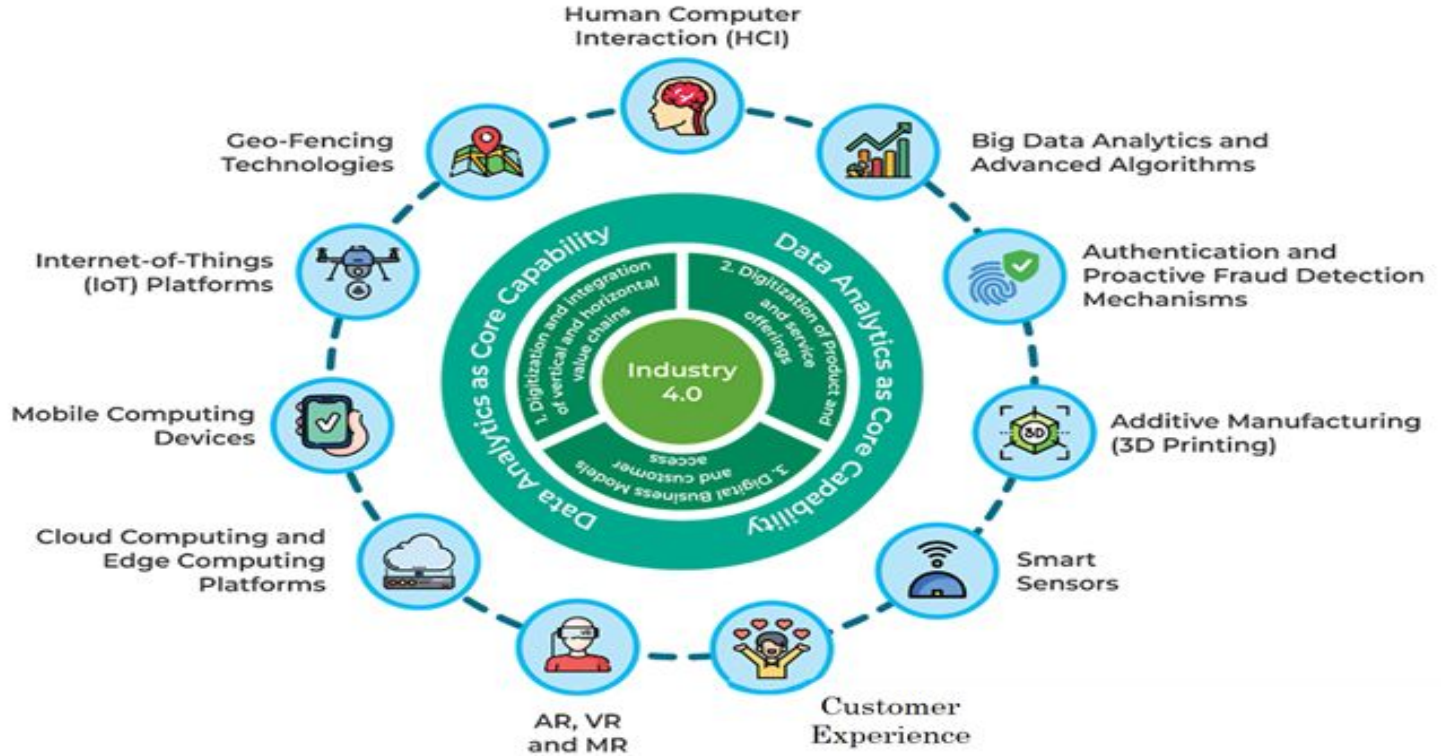 Human Computer
Interaction (HCI)
Geo-Fencing
Technologies
Big Data Analytics and
Advanced Algorithms
Internet-of-Things
(IoT) Platforms
Authentication and
Proactive Fraud Detection
Mechanisms
Mobile Computing
Devices
Additive Manufacturing
(3D Printing)
3D
Cloud Computing and
Edge Computing
Platforms
Smart
Sensors
AR, VR
and MR
VR
Customer
Experience
Data Analytics as Core Capability
Data Analytics as Core Capability
1. Digitization and integration
of vertical and horizontal
value chains
2. Digitization of Product and
and service
offerings
3. Digital Business Models
and customer
access
Industry
4.0